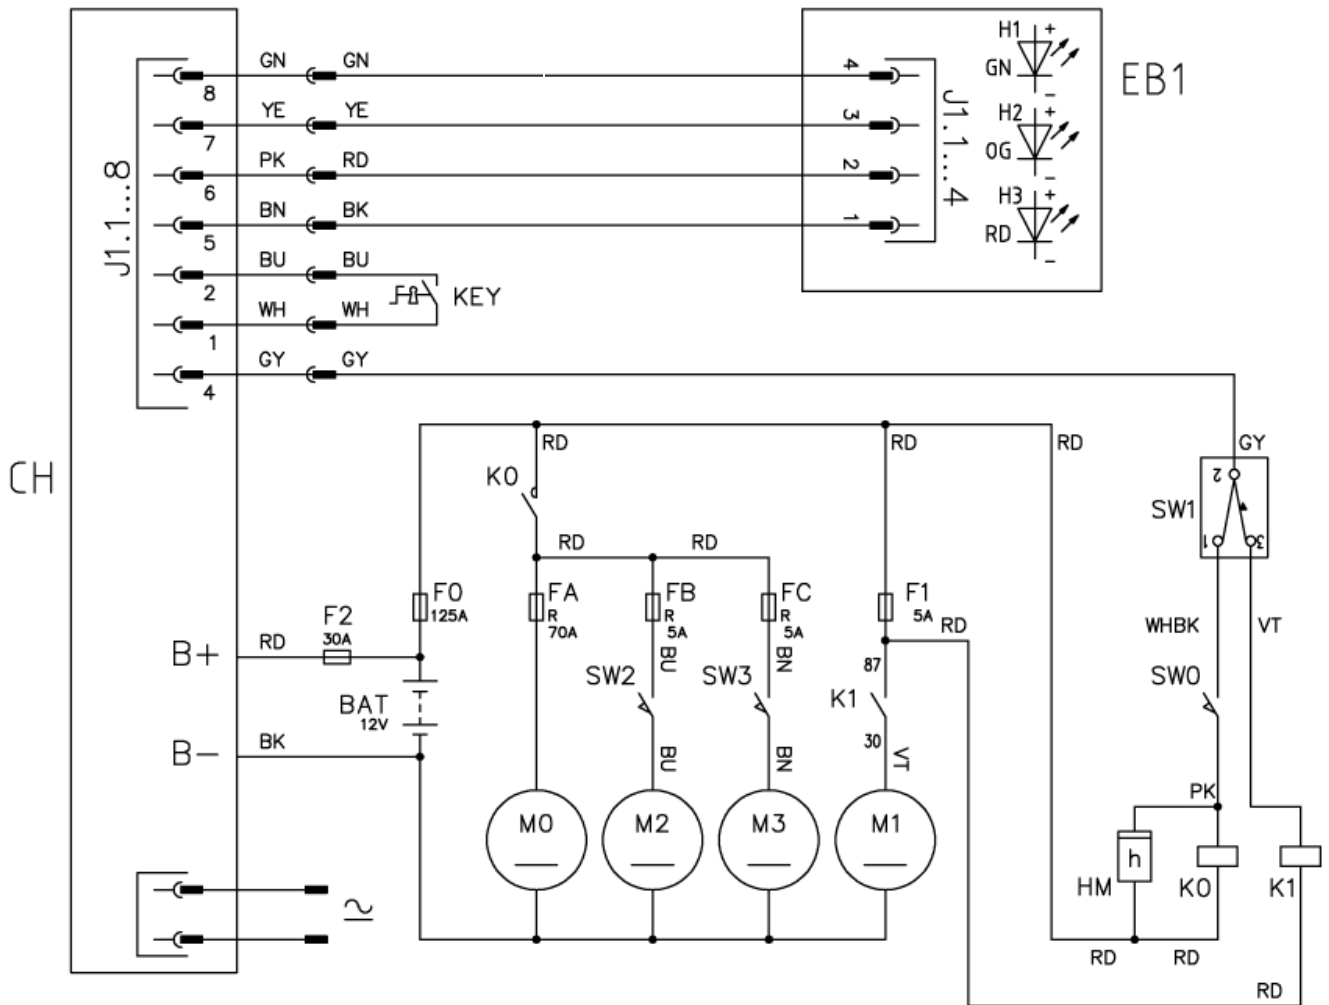 H1 +
GN
-
EB1
H2 +
OG
-
H3 +
RD
-
J1.1...4
4
3
2
1
J1.1...8
GN GN
8
YE YE
7
PK RD
6
BN BK
5
BU BU
2
KEY
WH WH
1
GY GY
4
CH
RD
RD
RD
GY
K0
2
SW1
1 3
RD RD
F0
125A
FA
R
70A
FB
R
5A
FC
R
5A
F1
5A
RD
WHBK VT
F2
30A
RD
B+
BU
BN
87
SW2
SW3
K1
SW0
BAT
12V
30
B-
BK
BU
BN
VT
PK
M0
M2
M3
M1
h
HM
K0
K1
RD RD
RD